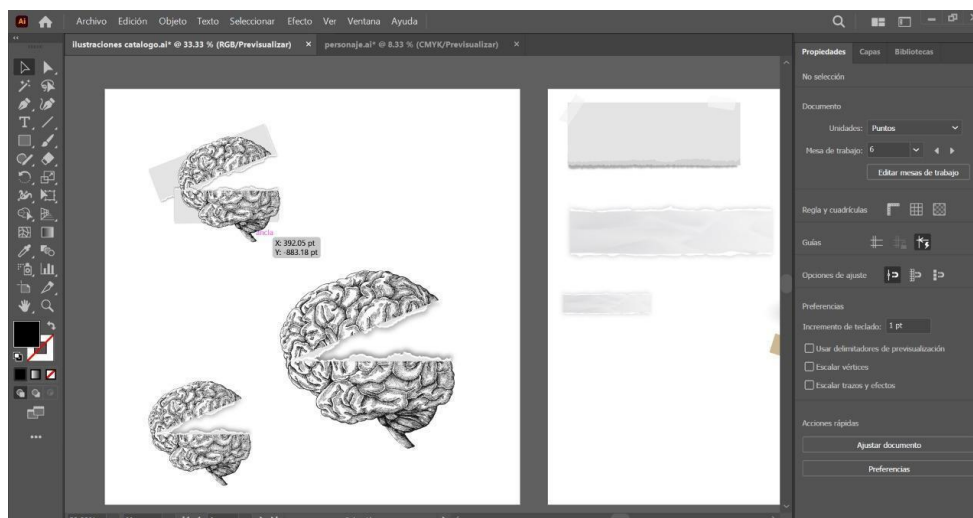 Ai Archivo Edición Objeto Texto Seleccionar Efecto Ver Ventana Ayuda
ilustraciones catalogo.ai* @ 33.33 % (RGB/Previsualizar) × personaje.ai* @ 8.33 % (CMYK/Previsualizar) ×
Propiedades Capas Bibliotecas
No selección
Documento
Unidades: Puntos
Mesa de trabajo: 6
Editar mesas de trabajo
Regla y cuadrículas
Guías
Opciones de ajuste
Preferencias
Incremento de teclado: 1 pt
Usar delimitadores de previsualización
Escalar vértices
Escalar trazos y efectos
Acciones rápidas
Ajustar documento
Preferencias
ancla
X: 392.05 pt
Y: -883.18 pt